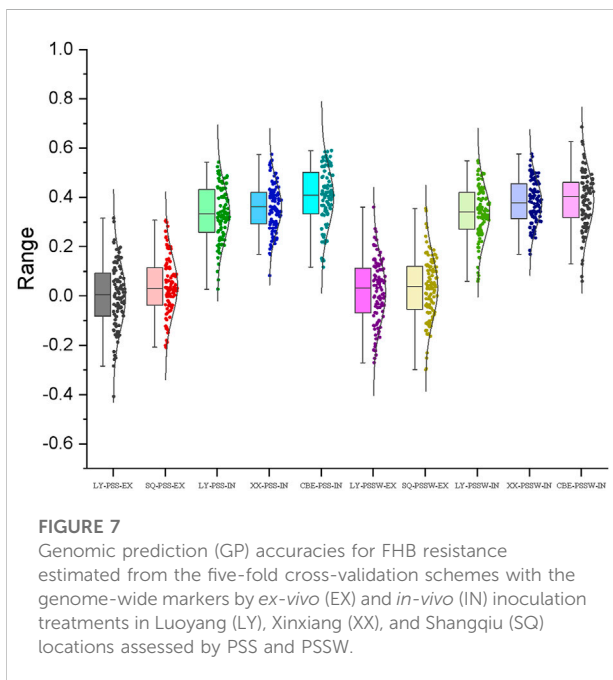 1.0
0.8
0.6
0.4
0.2
0.0
-0.2
-0.4
-0.6
Range
LY-PSS-EX SQ-PSS-EX LY-PSS-IN XX-PSS-IN CBE-PSS-IN LY-PSSW-EX SQ-PSSW-EX LY-PSSW-IN XX-PSSW-IN CBE-PSSW-IN
FIGURE 7
Genomic prediction (GP) accuracies for FHB resistance
estimated from the five-fold cross-validation schemes with the
genome-wide markers by ex-vivo (EX) and in-vivo (IN) inoculation
treatments in Luoyang (LY), Xinxiang (XX), and Shangqiu (SQ)
locations assessed by PSS and PSSW.